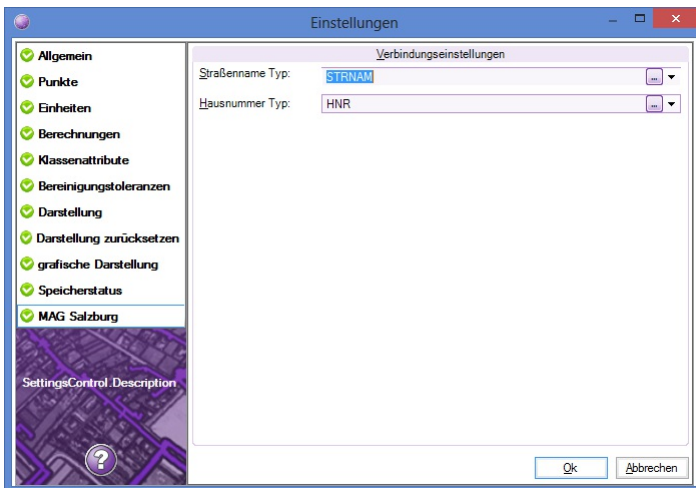 Einstellungen
Allgemein
Punkte
Einheiten
Berechnungen
Klassenattribute
Bereinigungstoleranzen
Darstellung
Darstellung zurücksetzen
grafische Darstellung
Speicherstatus
MAG Salzburg
SettingsControl.Description
?
Verbindungseinstellungen
Straßenname Typ: STRNAM ...
Hausnummer Typ: HNR ...
Ok Abbrechen